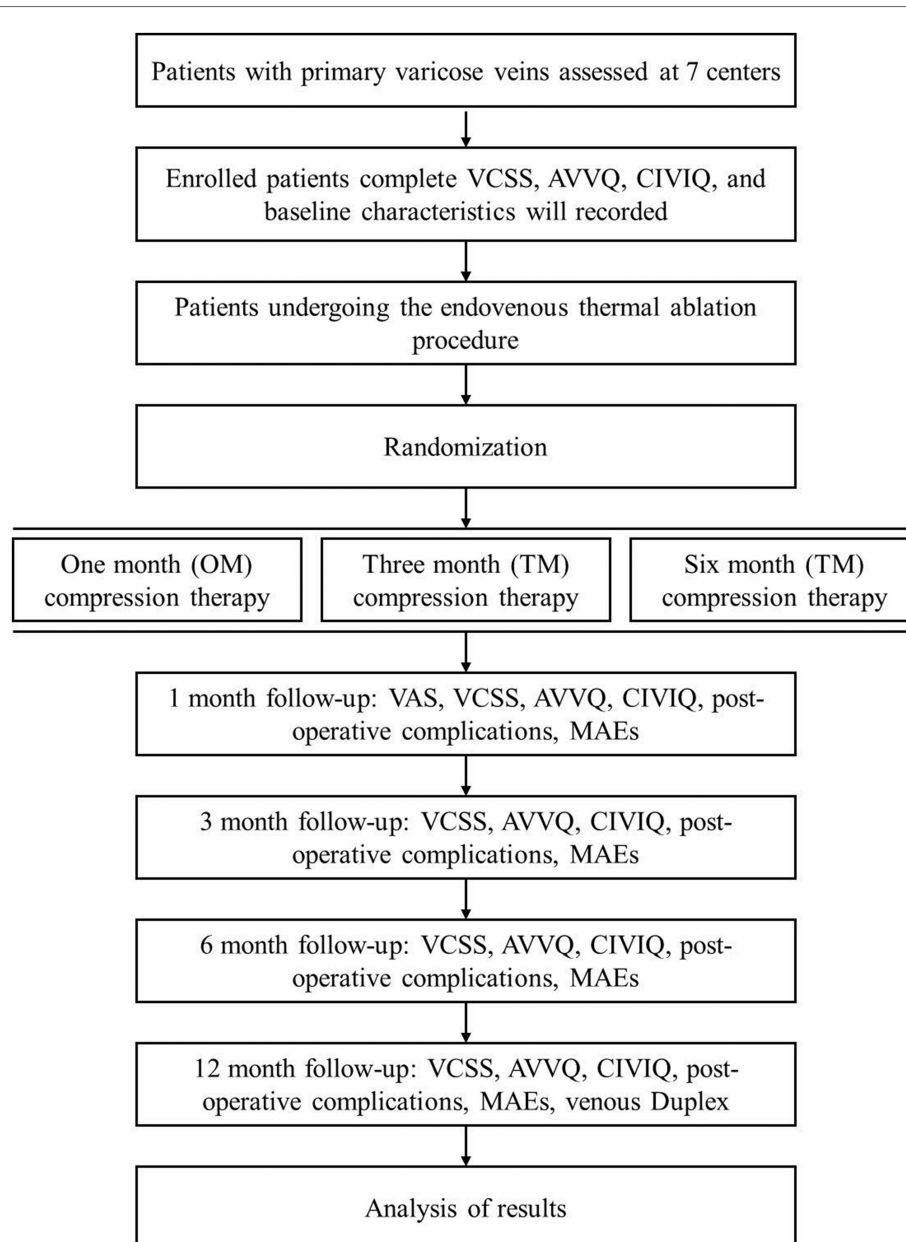 Patients with primary varicose veins assessed at 7 centers
Enrolled patients complete VCSS, AVVQ, CIVIQ, and
baseline characteristics will recorded
Patients undergoing the endovenous thermal ablation
procedure
Randomization
One month (OM)
compression therapy
Three month (TM)
compression therapy
Six month (TM)
compression therapy
1 month follow-up: VAS, VCSS, AVVQ, CIVIQ, post-
operative complications, MAEs
3 month follow-up: VCSS, AVVQ, CIVIQ, post-
operative complications, MAEs
6 month follow-up: VCSS, AVVQ, CIVIQ, post-
operative complications, MAEs
12 month follow-up: VCSS, AVVQ, CIVIQ, post-
operative complications, MAEs, venous Duplex
Analysis of results